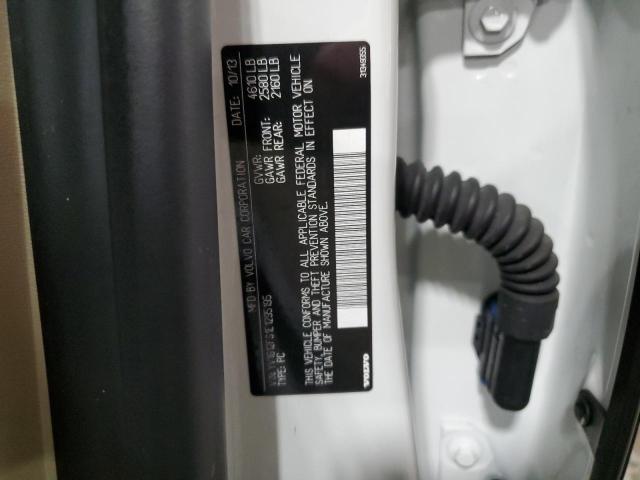 MFD BY VOLVO CAR CORPORATION DATE: 10/13
GVWR: 4610 LB
GAWR FRONT: 2580 LB
GAWR REAR: 2160 LB
TYPE: PC
THIS VEHICLE CONFORMS TO ALL APPLICABLE FEDERAL MOTOR VEHICLE
SAFETY, BUMPER AND THEFT PREVENTION STANDARDS IN EFFECT ON
THE DATE OF MANUFACTURE SHOWN ABOVE.
VOLVO